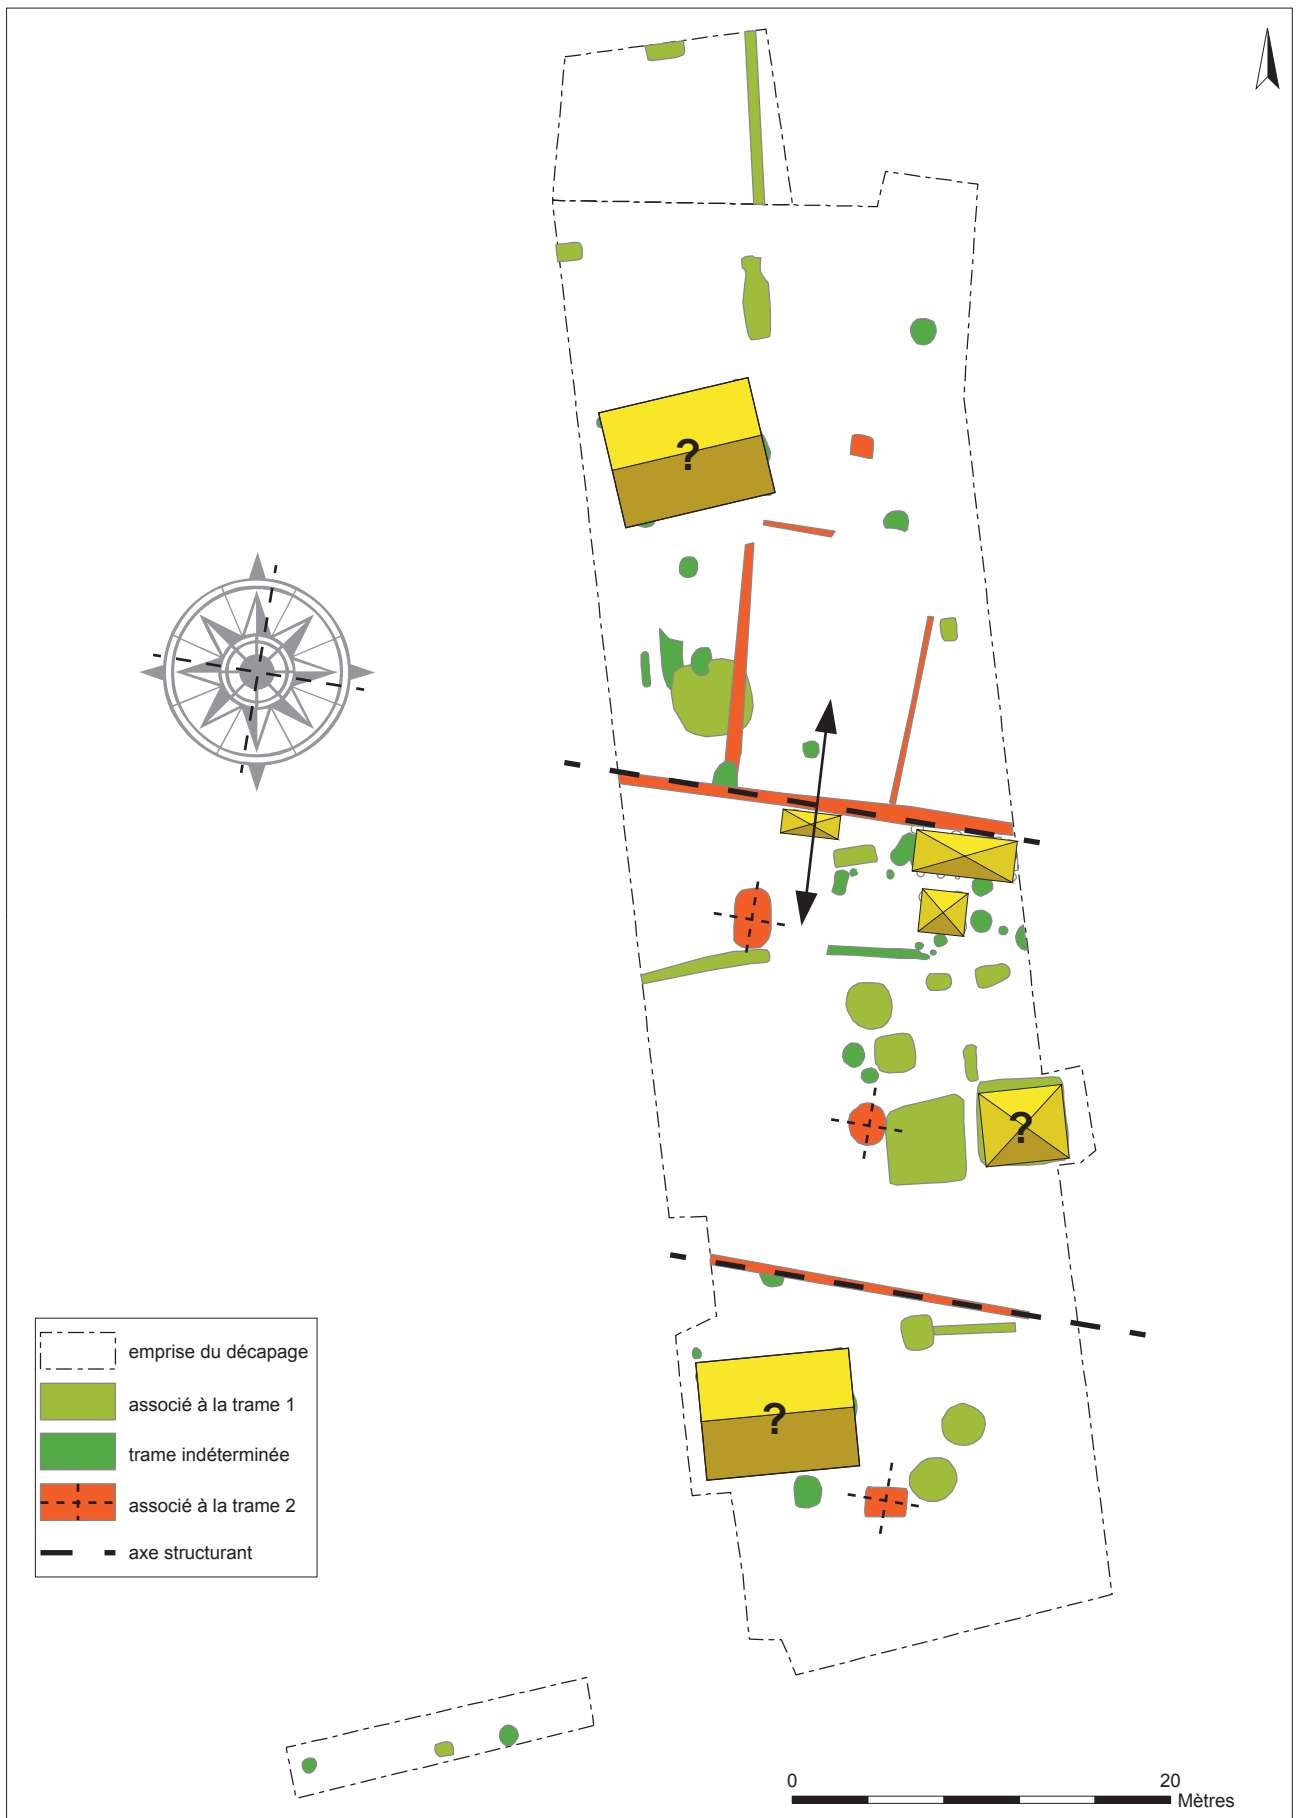 ?
?
?
emprise du décapage
associé à la trame 1
trame indéterminée
associé à la trame 2
axe structurant
0 20
Mètres